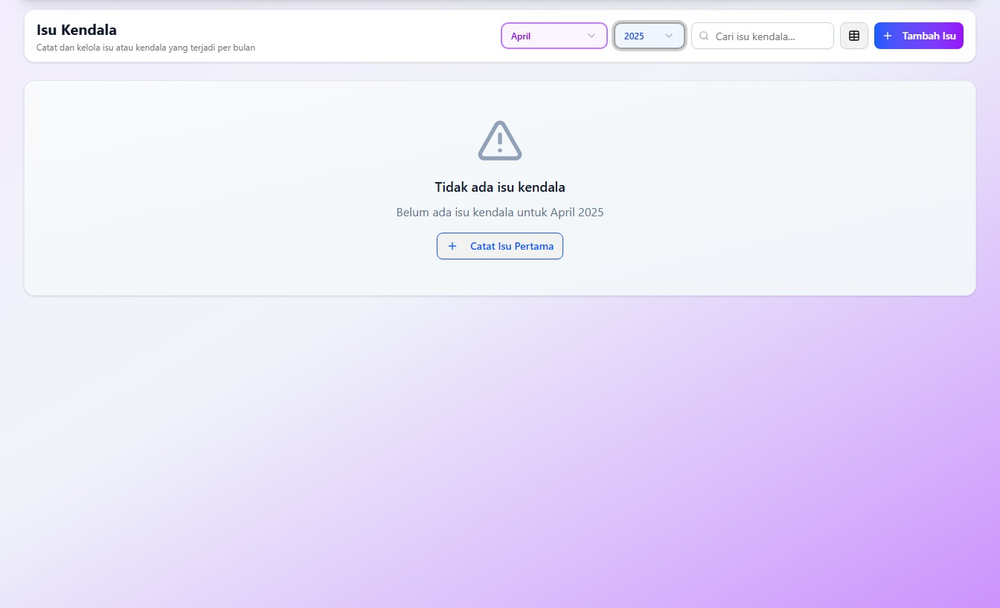 Isu Kendala
Catat dan kelola isu atau kendala yang terjadi per bulan
April
2025
Cari isu kendala...
Tambah Isu
Tidak ada isu kendala
Belum ada isu kendala untuk April 2025
Catat Isu Pertama